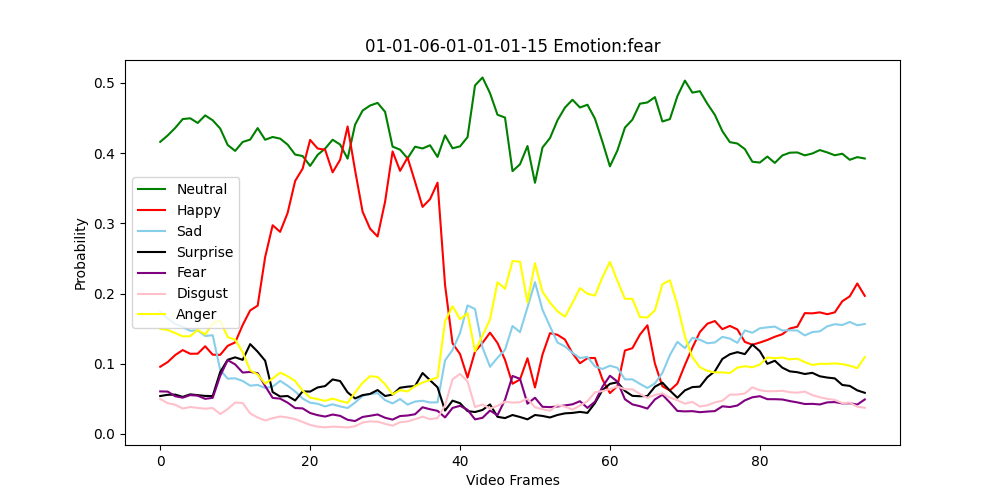 01-01-06-01-01-01-15 Emotion:fear
0.5
0.4
0.3
0.2
0.1
0.0
Probability
Neutral
Happy
Sad
Surprise
Fear
Disgust
Anger
0 20 40 60 80
Video Frames